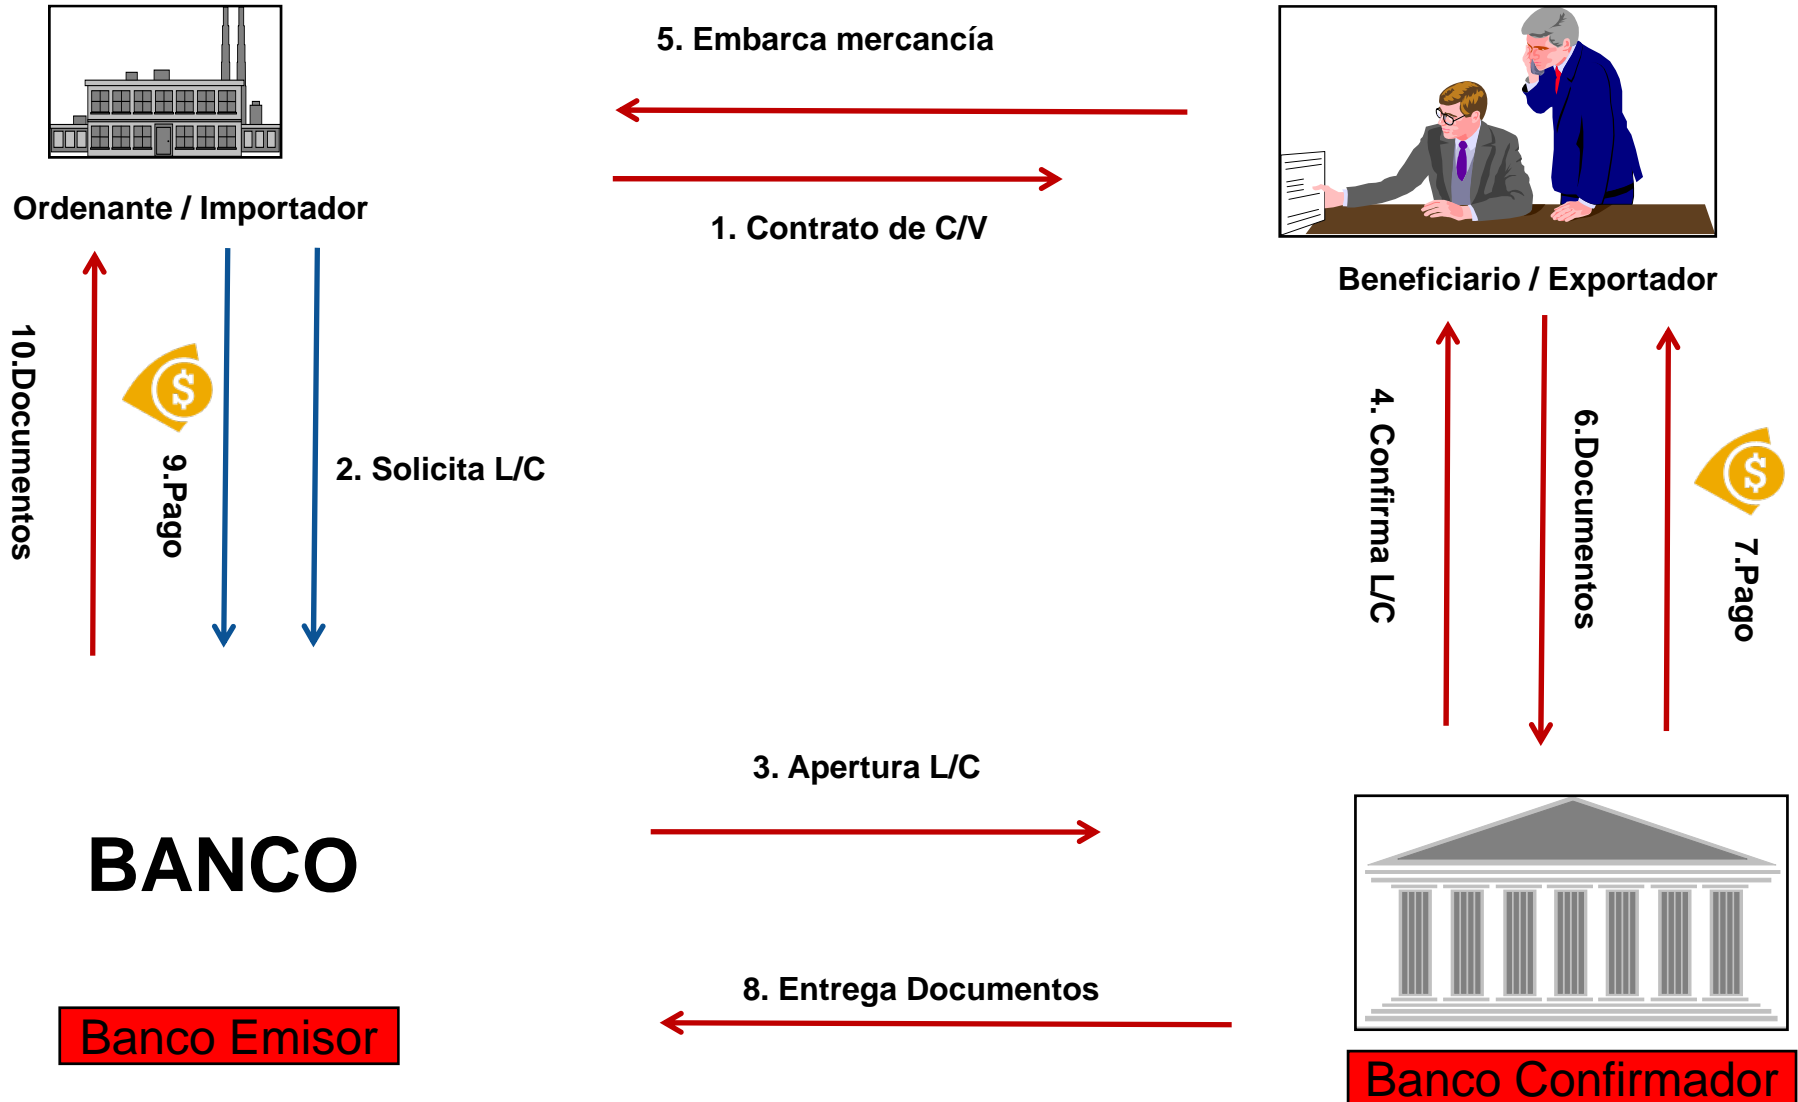 5. Embarca mercancía
Ordenante / Importador
1. Contrato de C/V
Beneficiario / Exportador
10.Documentos
$
9.Pago
2. Solicita L/C
4. Confirma L/C
6.Documentos
$
7.Pago
3. Apertura L/C
BANCO
8. Entrega Documentos
Banco Emisor
Banco Confirmador